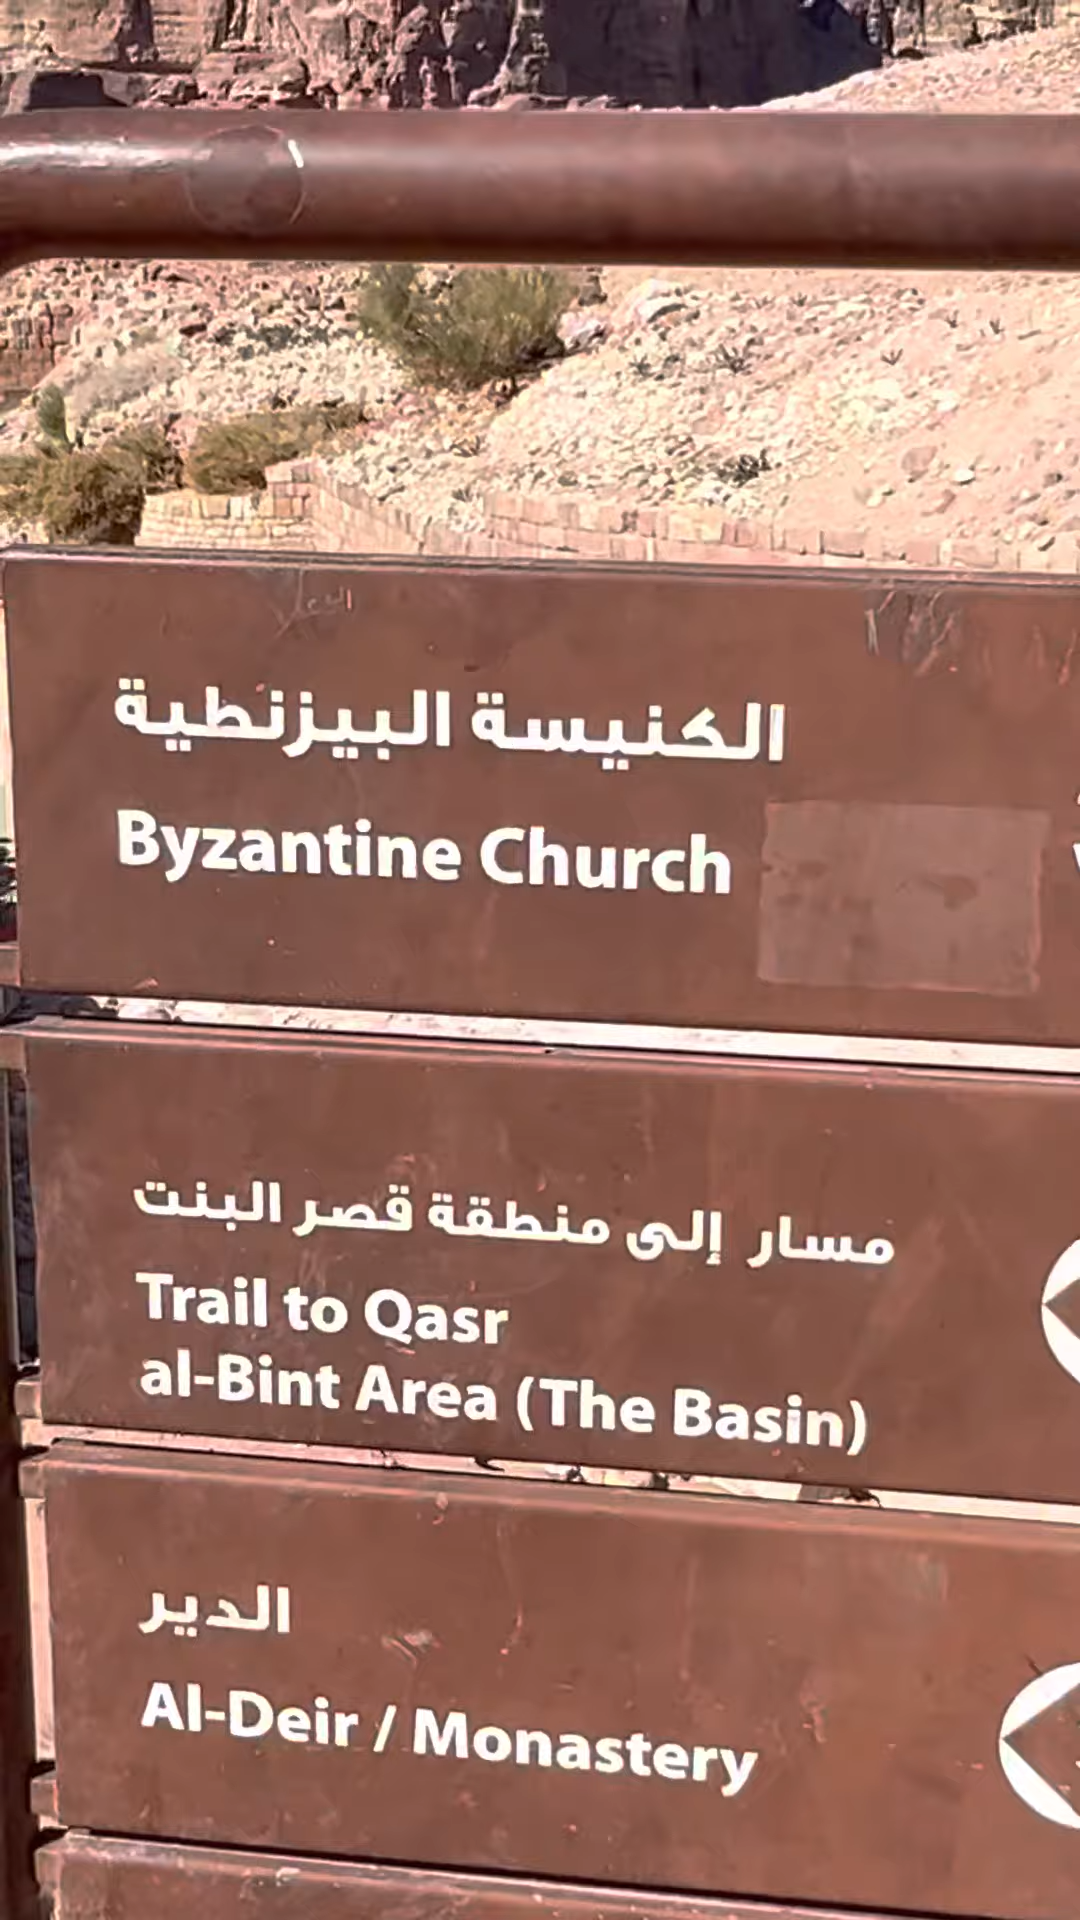 الكنيسة البيزنطية
Byzantine Church
مسار إلى منطقة قصر البنت
Trail to Qasr
al-Bint Area (The Basin)
الدير
Al-Deir / Monastery